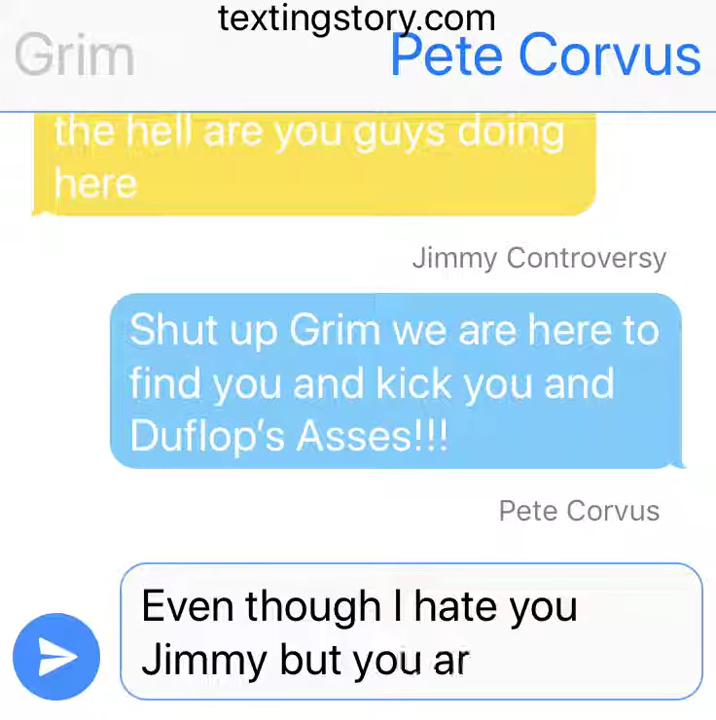 textingstory.com
Grim
Pete Corvus
the hell are you guys doing
here
Jimmy Controversy
Shut up Grim we are here to
find you and kick you and
Duflop's Asses!!!
Pete Corvus
Even though I hate you
Jimmy but you ar